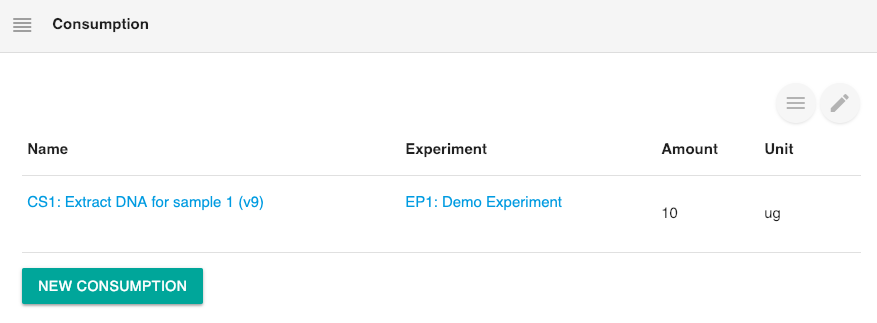 Consumption
Name Experiment Amount Unit
CS1: Extract DNA for sample 1 (v9) EP1: Demo Experiment 10 ug
NEW CONSUMPTION